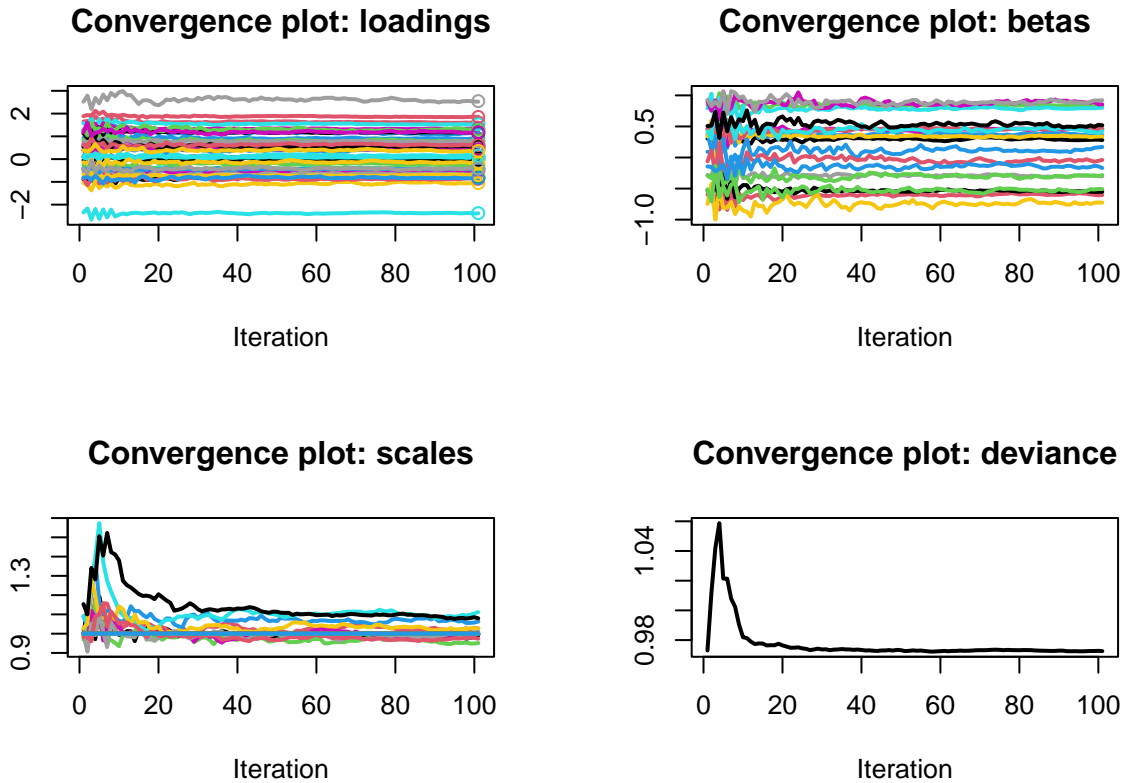 Convergence plot: loadings
2
0
−2
0 20 40 60 80 100
Iteration
Convergence plot: betas
0.5
−1.0
0 20 40 60 80 100
Iteration
Convergence plot: scales
1.3
0.9
0 20 40 60 80 100
Iteration
Convergence plot: deviance
1.04
0.98
0 20 40 60 80 100
Iteration